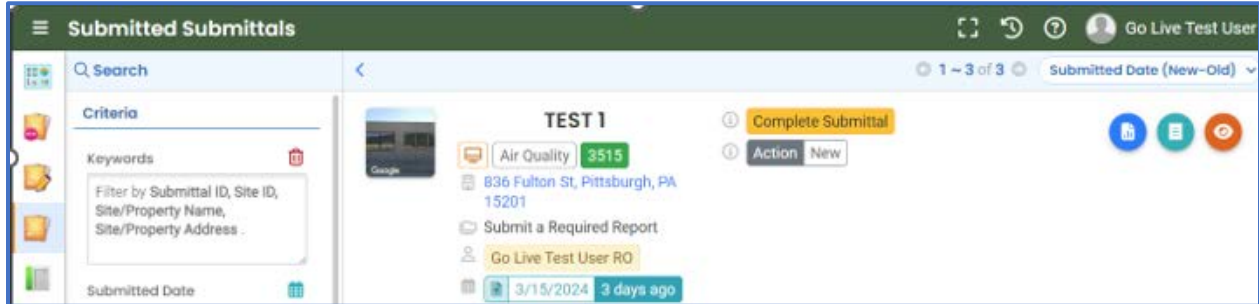 Submitted Submittals
Go Live Test User
Search
1 ~ 3 of 3
Submitted Date (New-Old)
Criteria
Keywords
Filter by Submittal ID, Site ID,
Site/Property Name,
Site/Property Address .
Submitted Date
Google
TEST 1
Air Quality 3515
836 Fulton St, Pittsburgh, PA
15201
Submit a Required Report
Go Live Test User RO
3/15/2024 3 days ago
Complete Submittal
Action New